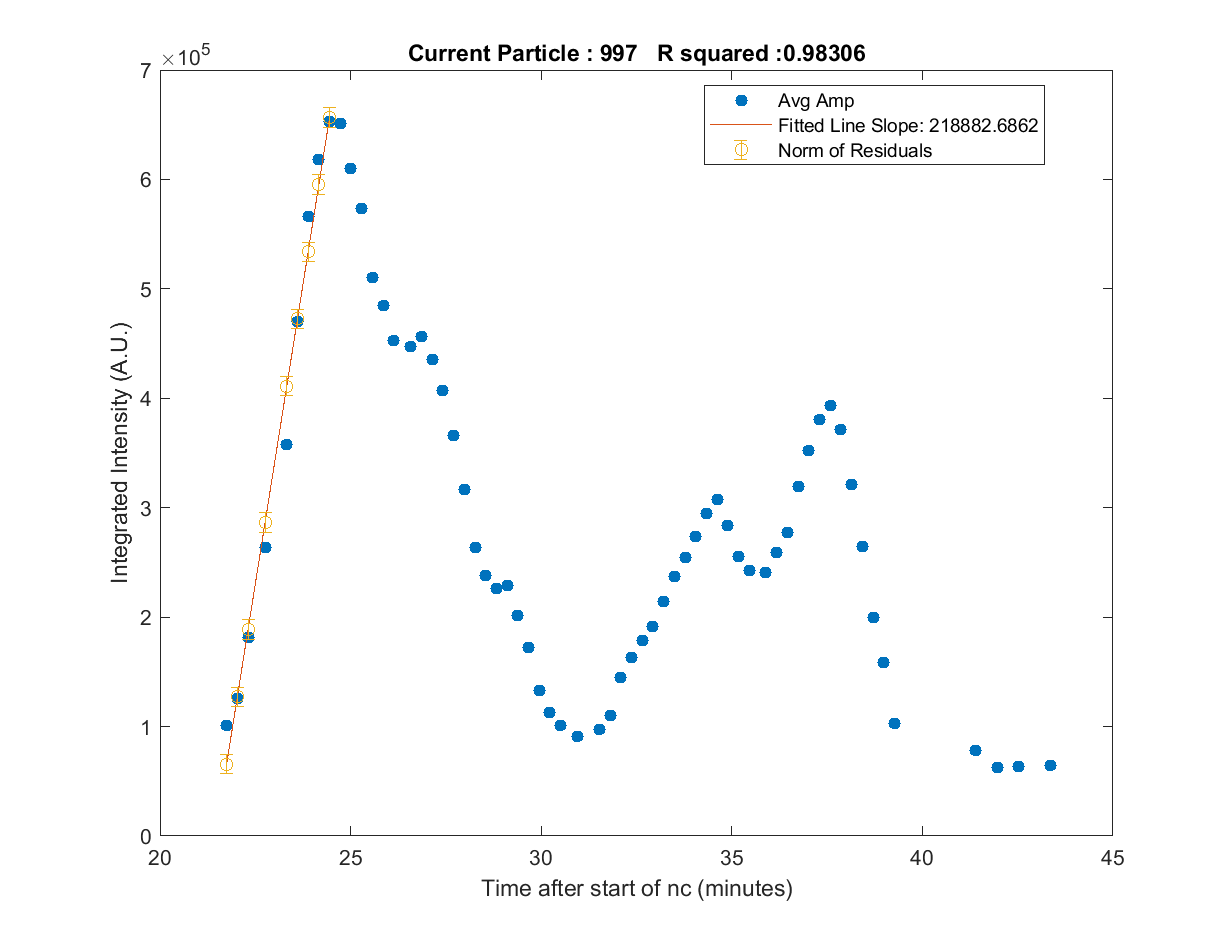 Current Particle : 997 R squared :0.98306
×10^5
7
6
5
4
3
2
1
0
20 25 30 35 40 45
Integrated Intensity (A.U.)
Time after start of nc (minutes)
Avg Amp
Fitted Line Slope: 218882.6862
Norm of Residuals